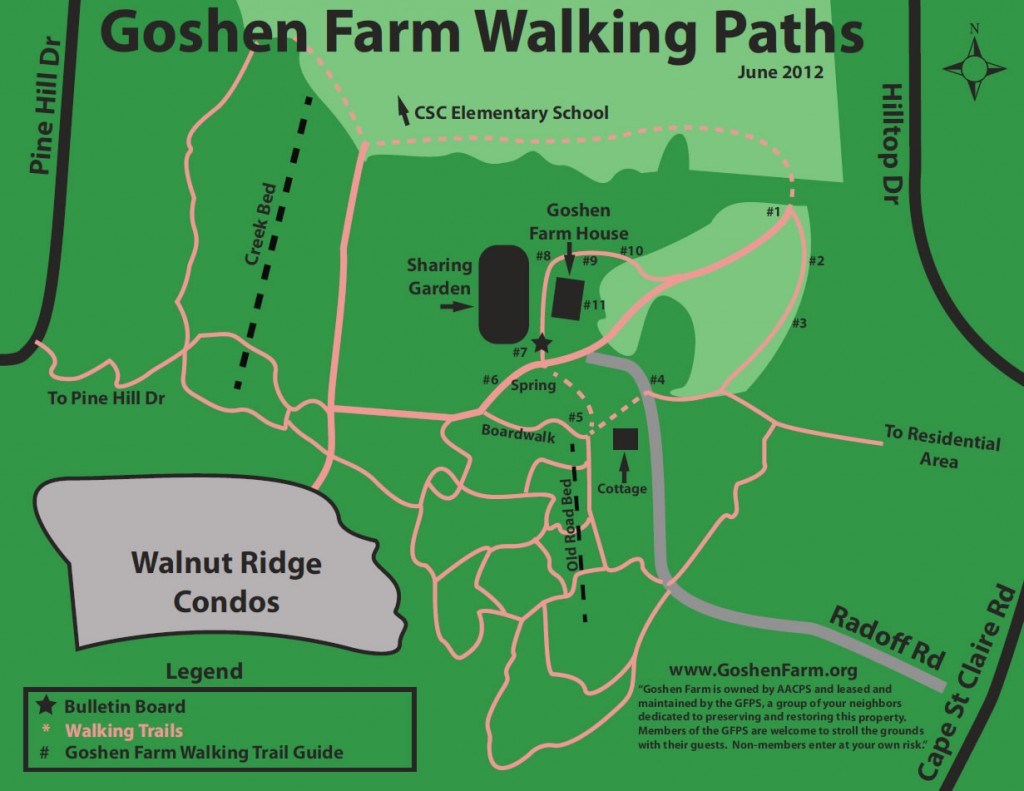 Goshen Farm Walking Paths
June 2012
N
Pine Hill Dr
Hilltop Dr
CSC Elementary School
Creek Bed
Goshen
Farm House
#1
#2
#3
#8
#9
#10
#11
Sharing
Garden
#7
#6
Spring
#4
#5
To Pine Hill Dr
Boardwalk
To Residential
Area
Cottage
Old Road Bed
Walnut Ridge
Condos
Radoff Rd
Cape St Claire Rd
Legend
Bulletin Board
* Walking Trails
# Goshen Farm Walking Trail Guide
www.GoshenFarm.org
"Goshen Farm is owned by AACPS and leased and
maintained by the GFPS, a group of your neighbors
dedicated to preserving and restoring this property.
Members of the GFPS are welcome to stroll the grounds
with their guests. Non-members enter at your own risk."